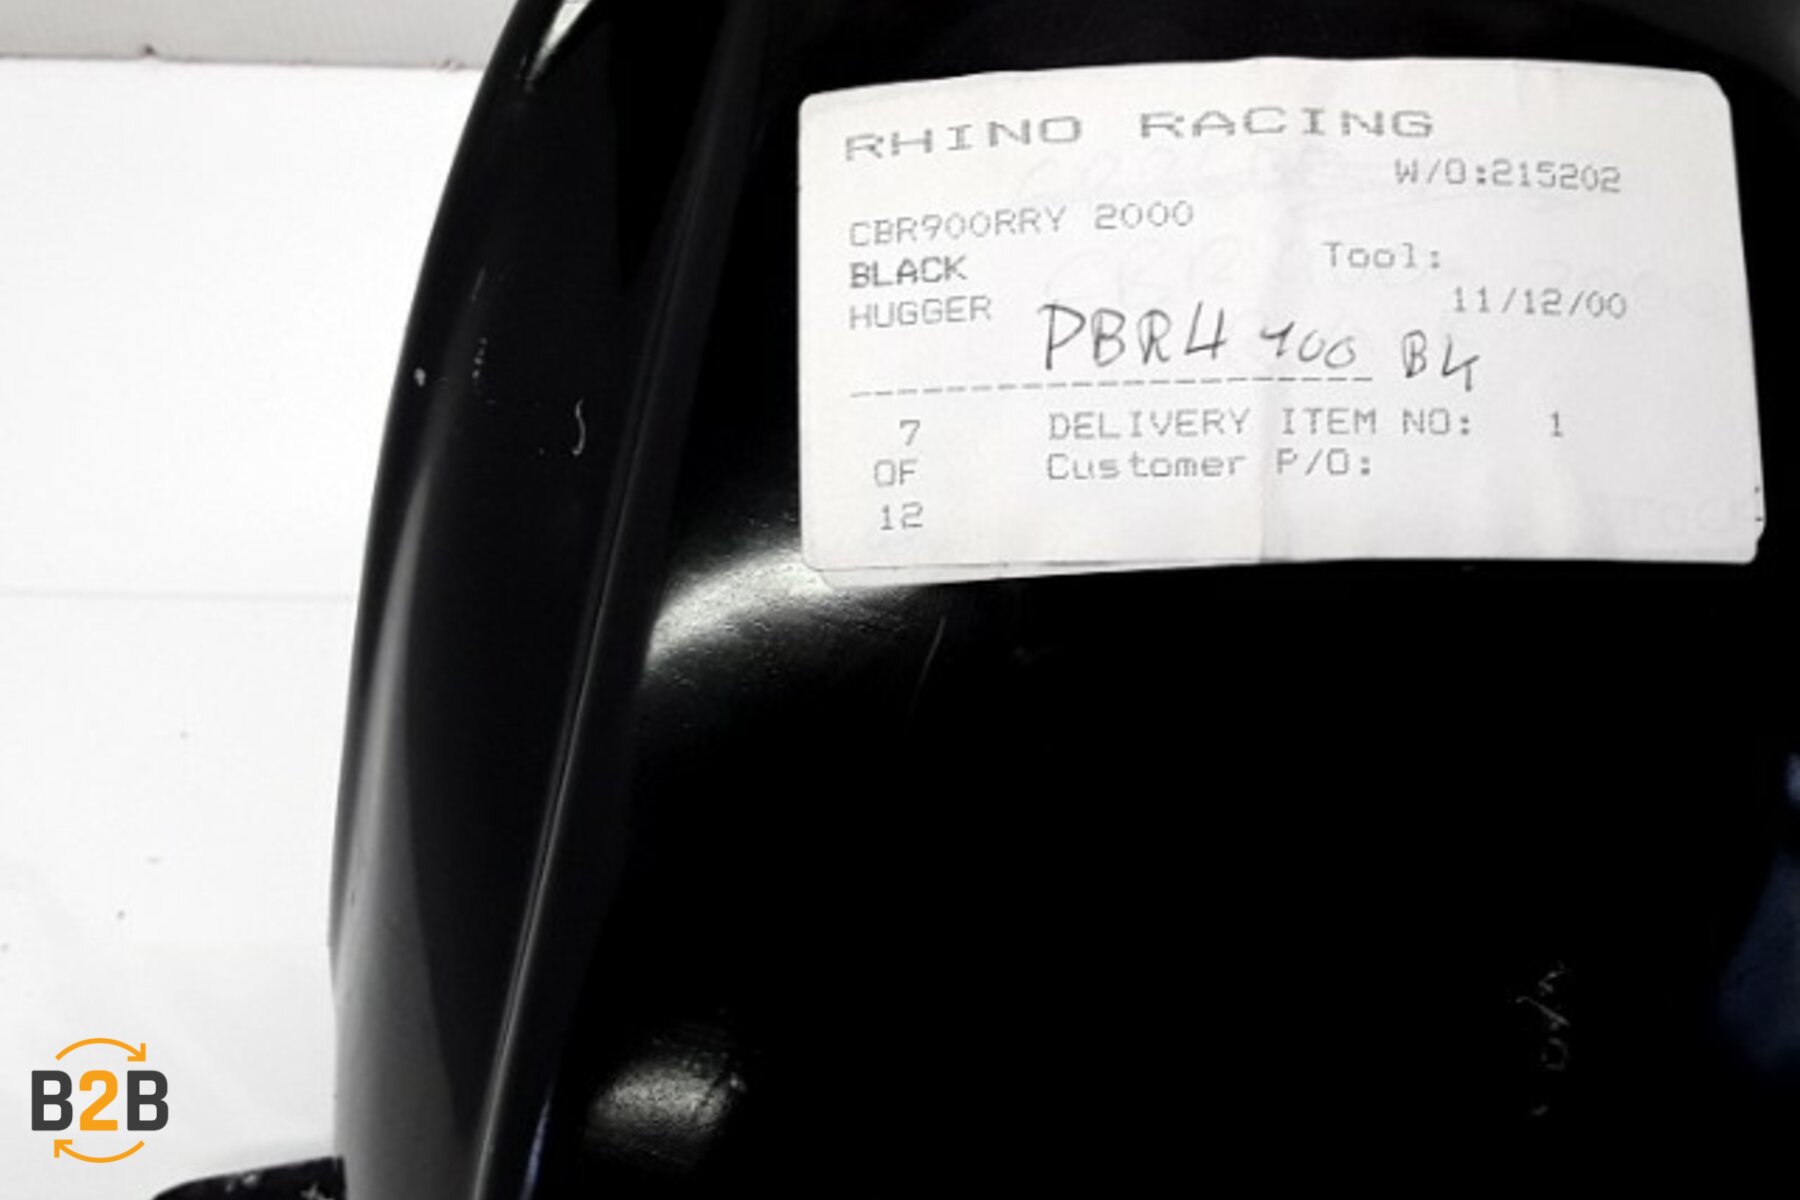 RHINO RACING
W/O:215202
CBR900RRY 2000
BLACK
Tool:
HUGGER
11/12/00
PBR4 400 BK
7 DELIVERY ITEM NO: 1
OF Customer P/O:
12
B2B